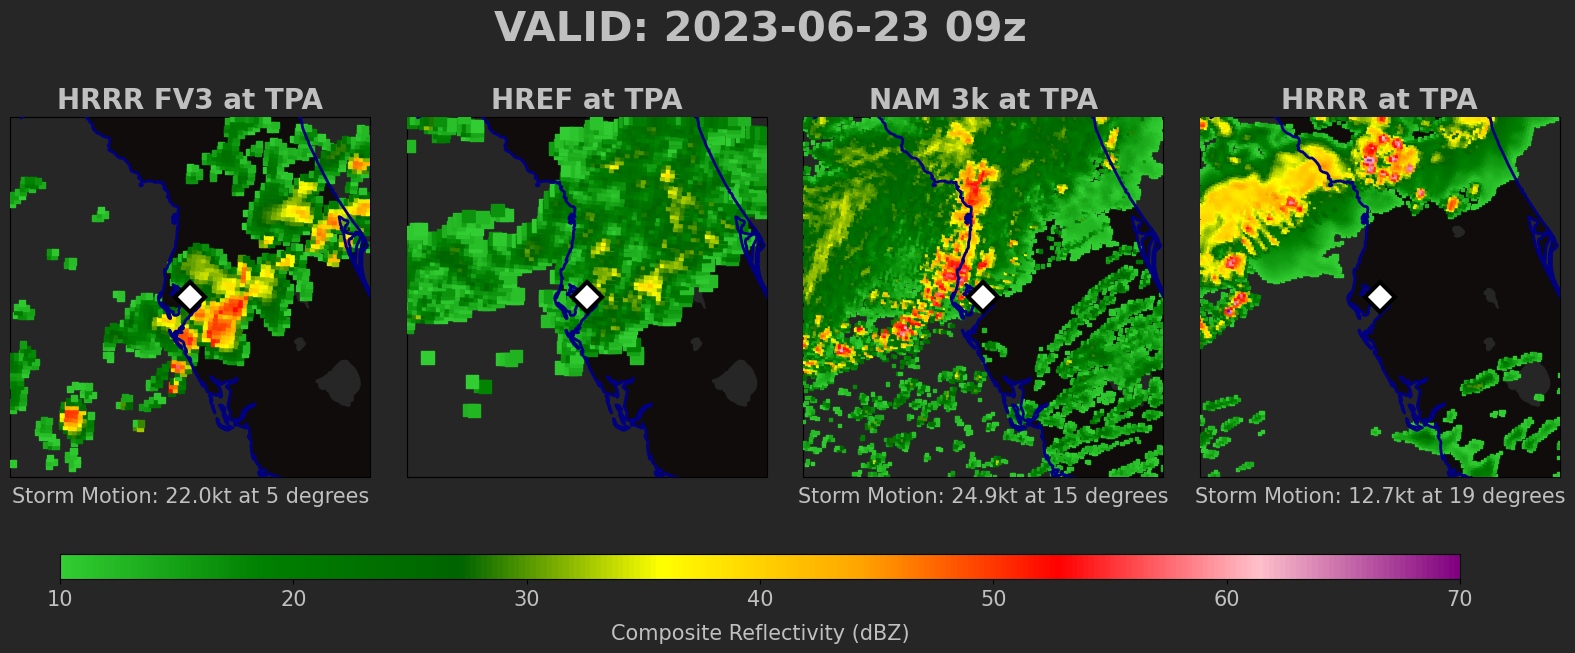 VALID: 2023-06-23 09z
HRRR FV3 at TPA
HREF at TPA
NAM 3k at TPA
HRRR at TPA
Storm Motion: 22.0kt at 5 degrees
Storm Motion: 24.9kt at 15 degrees
Storm Motion: 12.7kt at 19 degrees
10 20 30 40 50 60 70
Composite Reflectivity (dBZ)